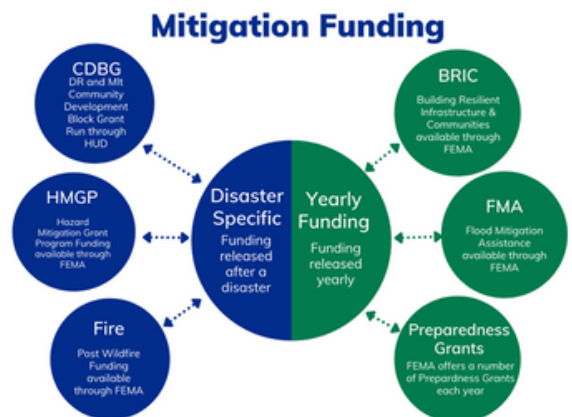 Mitigation Funding
CDBG
DR and MIt
Community
Development
Block Grant
Run through
HUD
HMGP
Hazard
Mitigation Grant
Program Funding
available through
FEMA
Fire
Post Wildfire
Funding
available
through FEMA
Disaster
Specific
Funding
released
after a
disaster
Yearly
Funding
Funding
released
yearly
BRIC
Building Resilient
Infrastructure &
Communities
available through
FEMA
FMA
Flood Mitigation
Assistance
available through
FEMA
Preparedness
Grants
FEMA offers a number
of Prepardness Grants
each year